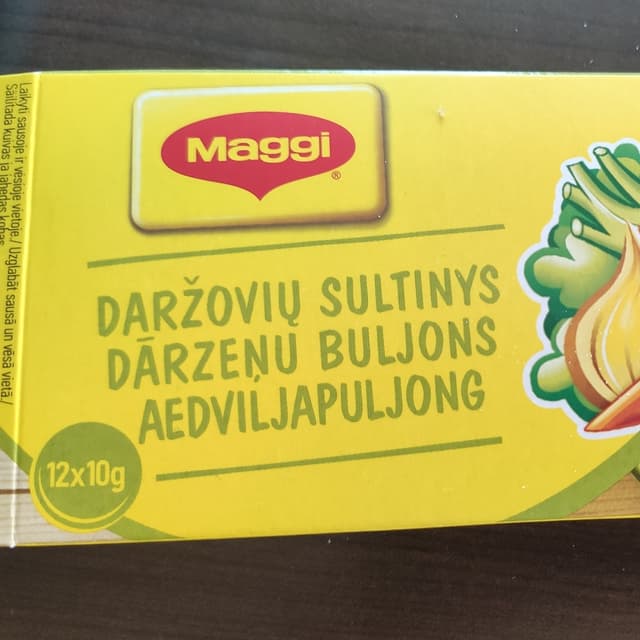 Maggi
®
DARŽOVIŲ SULTINYS
DĀRZEŅU BULJONS
AEDVILJAPULJONG
12x10g
Laikyti sausoje ir vėsioje vietoje / Uzglabāt sausā un vēsā vietā /
Säilitada kuivas ja jahedas kohas